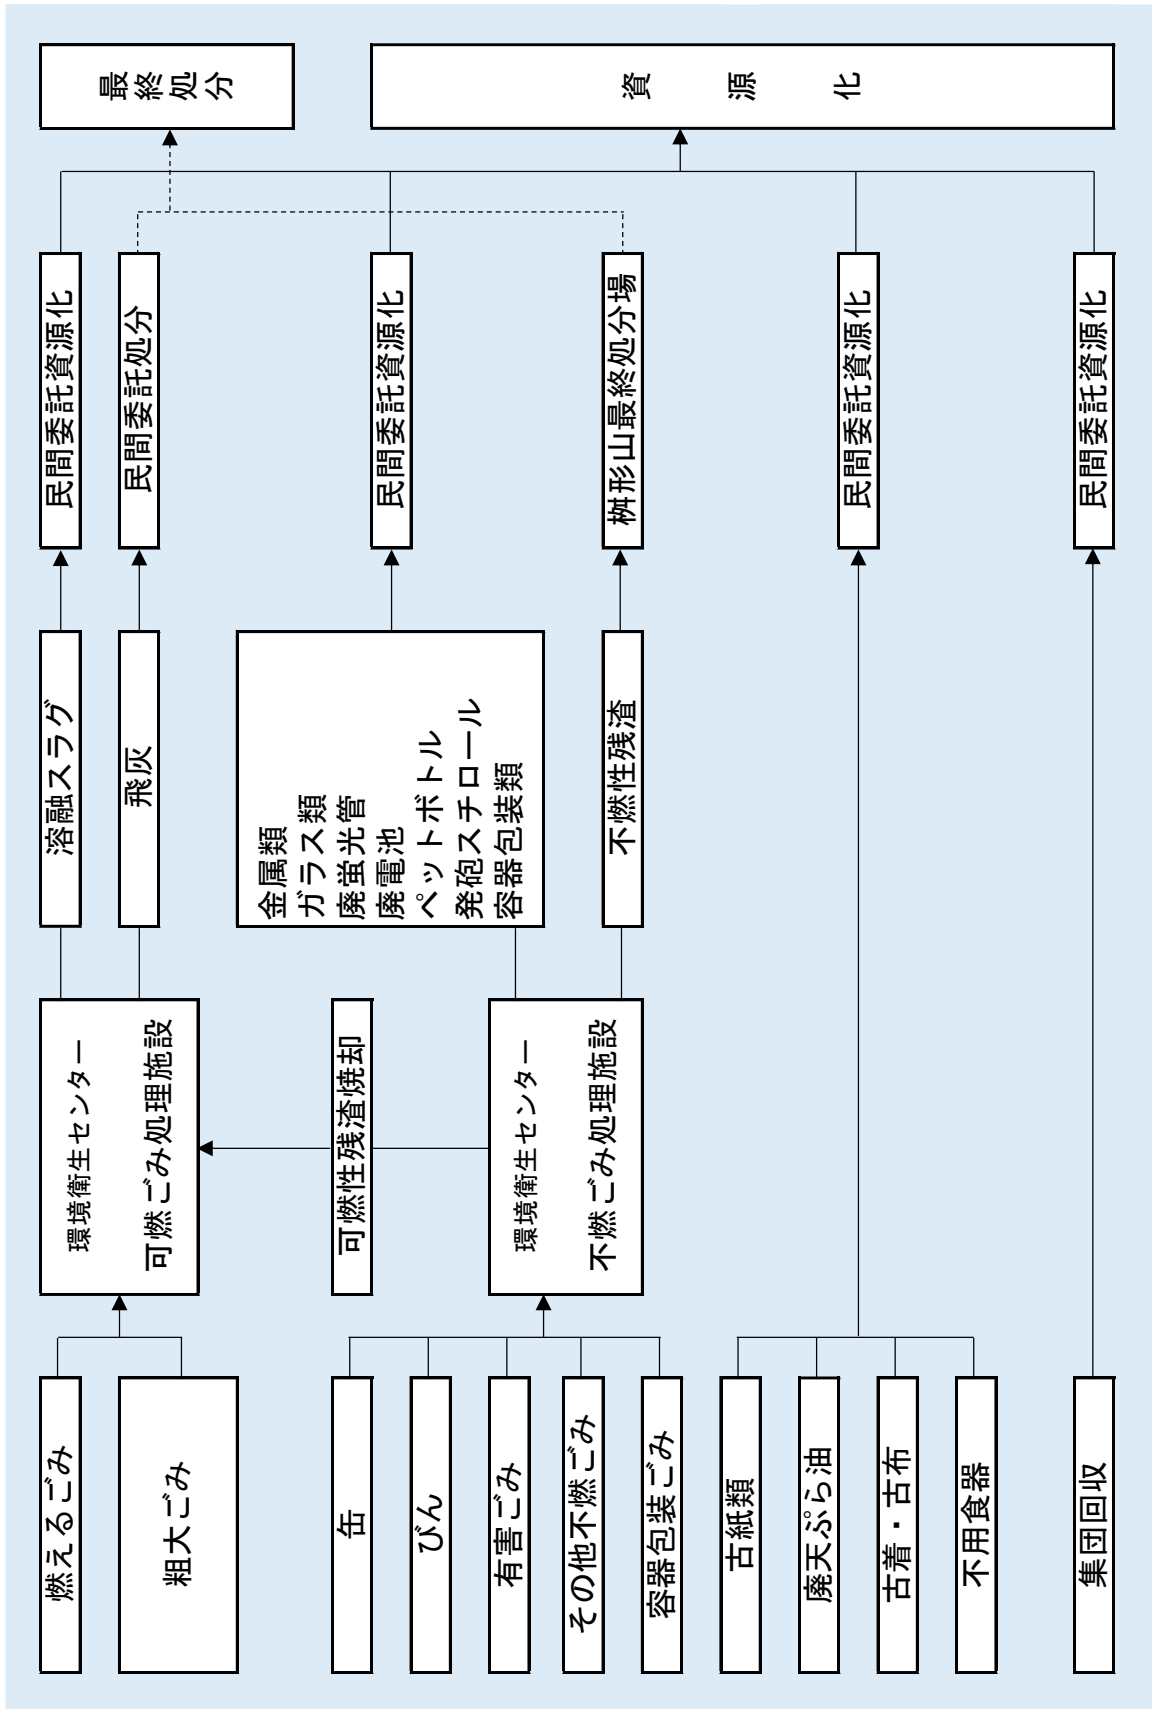 燃えるごみ
粗大ごみ
缶
びん
有害ごみ
その他不燃ごみ
容器包装ごみ
古紙類
廃天ぷら油
古着・古布
不用食器
集団回収
環境衛生センター
可燃ごみ処理施設
可燃性残渣焼却
環境衛生センター
不燃ごみ処理施設
溶融スラグ
飛灰
金属類
ガラス類
廃蛍光管
廃電池
ペットボトル
発砲スチロール
容器包装類
不燃性残渣
民間委託資源化
民間委託処分
民間委託資源化
桝形山最終処分場
民間委託資源化
民間委託資源化
最終処分
資源化